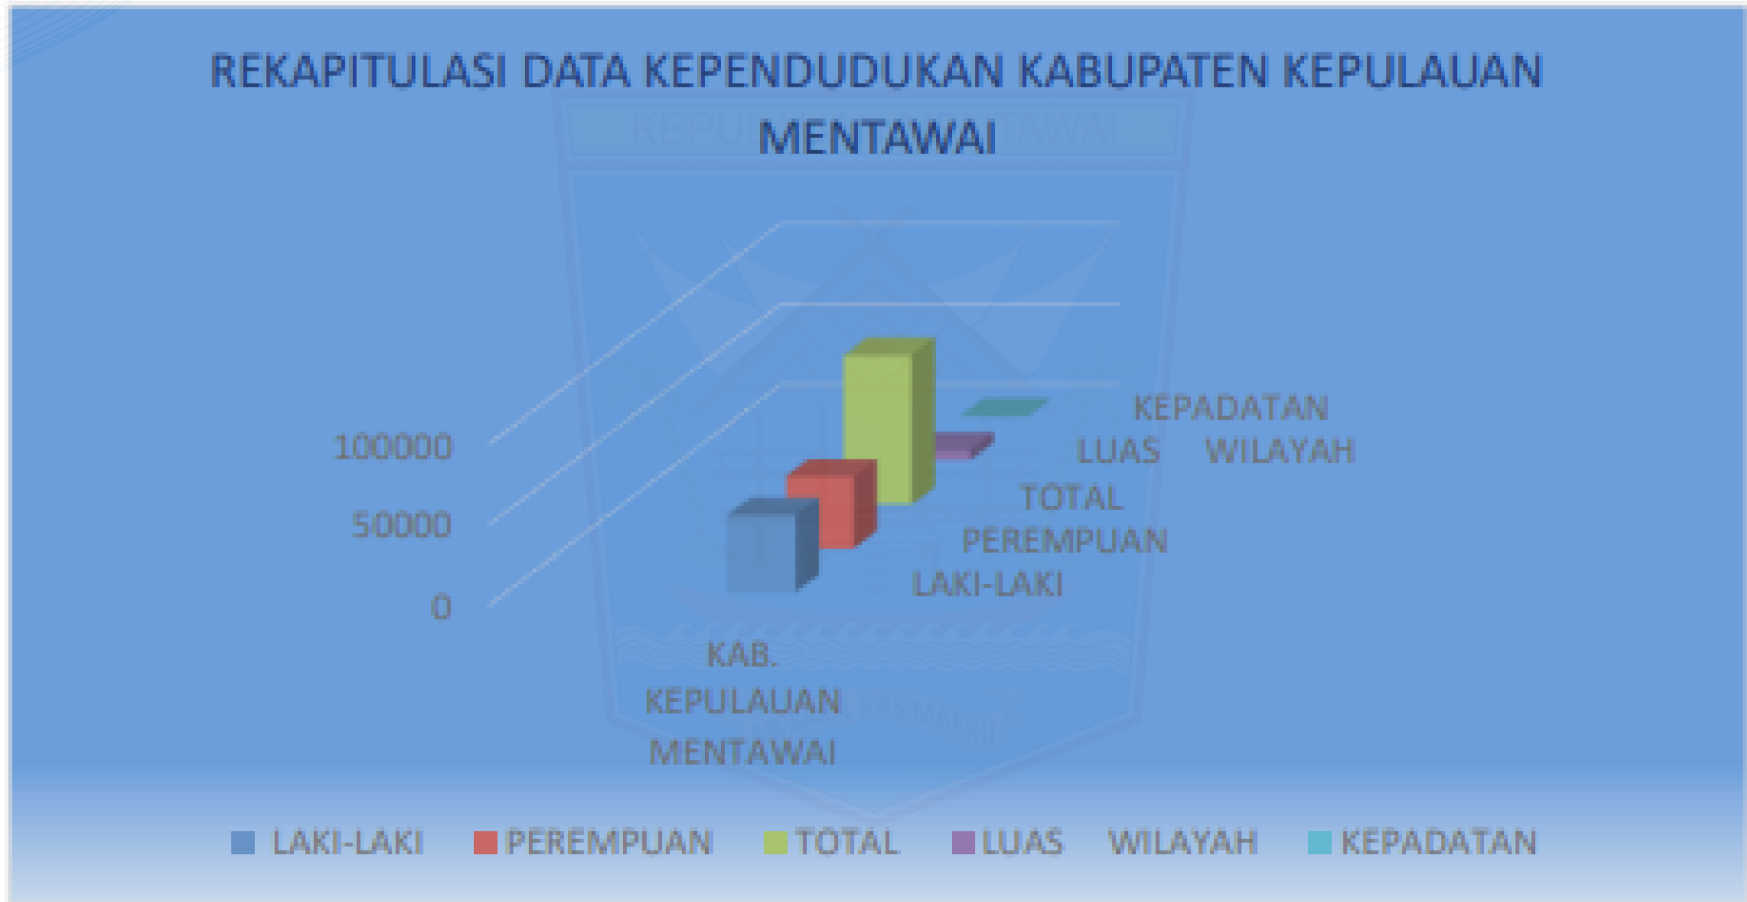 REKAPITULASI DATA KEPENDUDUKAN KABUPATEN KEPULAUAN
MENTAWAI
100000
50000
0
KEPADATAN
LUAS WILAYAH
TOTAL
PEREMPUAN
LAKI-LAKI
KAB.
KEPULAUAN
MENTAWAI
LAKI-LAKI PEREMPUAN TOTAL LUAS WILAYAH KEPADATAN